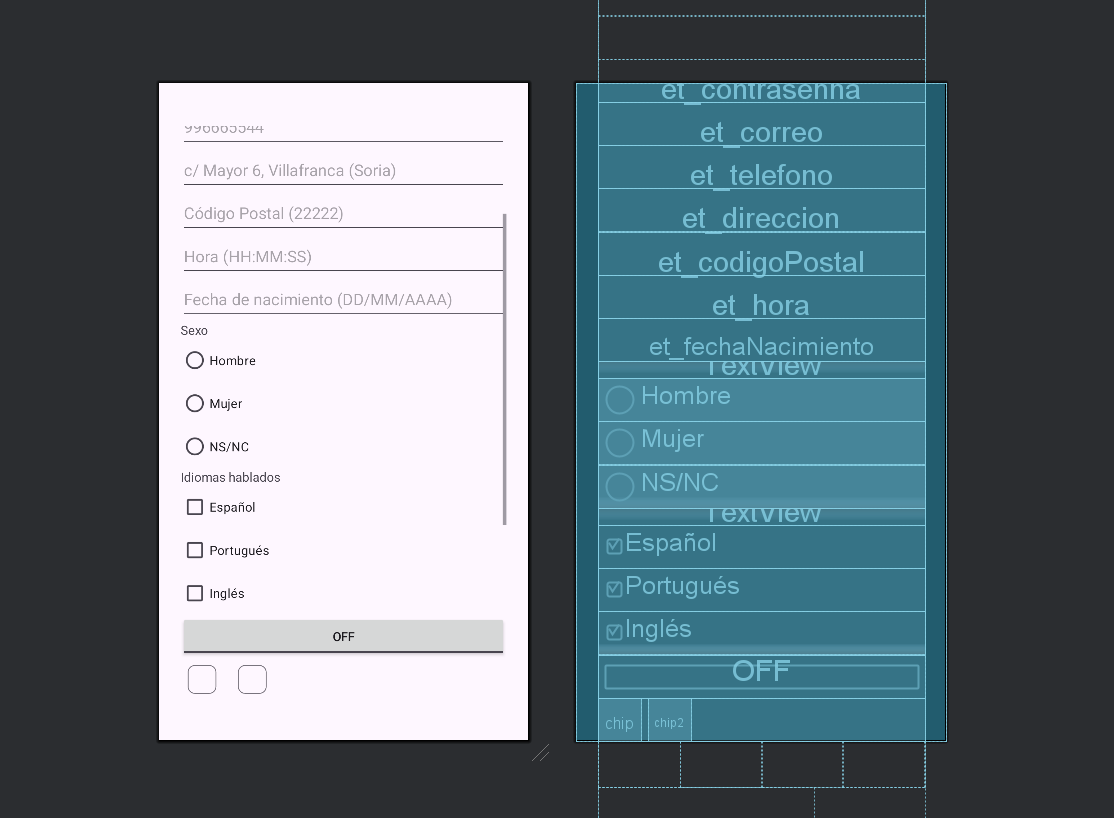 996665544
c/ Mayor 6, Villafranca (Soria)
Código Postal (22222)
Hora (HH:MM:SS)
Fecha de nacimiento (DD/MM/AAAA)
Sexo
Hombre
Mujer
NS/NC
Idiomas hablados
Español
Portugués
Inglés
OFF
et_contrasenna
et_correo
et_telefono
et_direccion
et_codigoPostal
et_hora
et_fechaNacimiento
TextView
Hombre
Mujer
NS/NC
TextView
Español
Portugués
Inglés
OFF
chip chip2